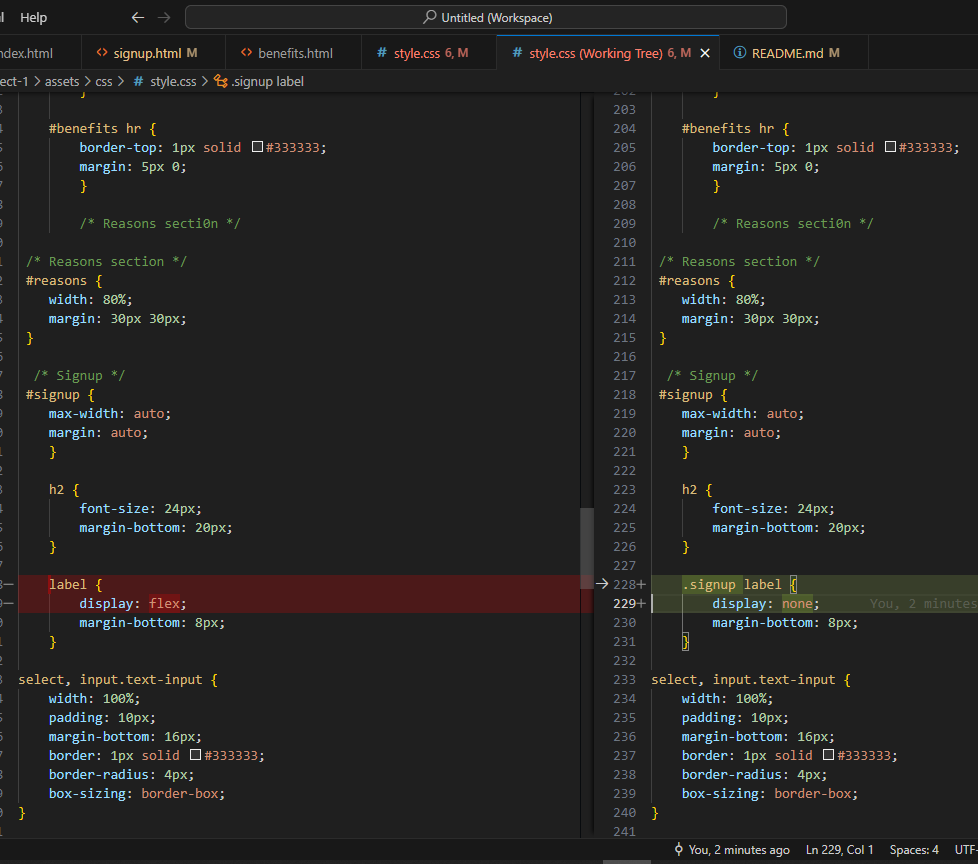 l Help
Untitled (Workspace)
ndex.html
signup.html M
benefits.html
# style.css 6, M
# style.css (Working Tree) 6, M
README.md M
ect-1 > assets > css > # style.css > .signup label
}
#benefits hr {
border-top: 1px solid #333333;
margin: 5px 0;
}
/* Reasons secti0n */
/* Reasons section */
#reasons {
width: 80%;
margin: 30px 30px;
}
/* Signup */
#signup {
max-width: auto;
margin: auto;
}
h2 {
font-size: 24px;
margin-bottom: 20px;
}
label {
display: flex;
margin-bottom: 8px;
}
select, input.text-input {
width: 100%;
padding: 10px;
margin-bottom: 16px;
border: 1px solid #333333;
border-radius: 4px;
box-sizing: border-box;
}
202 }
203
204 #benefits hr {
205 border-top: 1px solid #333333;
206 margin: 5px 0;
207 }
208
209 /* Reasons secti0n */
210
211 /* Reasons section */
212 #reasons {
213 width: 80%;
214 margin: 30px 30px;
215 }
216
217 /* Signup */
218 #signup {
219 max-width: auto;
220 margin: auto;
221 }
222
223 h2 {
224 font-size: 24px;
225 margin-bottom: 20px;
226 }
227
228+ .signup label {
229+ display: none; You, 2 minutes
230 margin-bottom: 8px;
231 }
232
233 select, input.text-input {
234 width: 100%;
235 padding: 10px;
236 margin-bottom: 16px;
237 border: 1px solid #333333;
238 border-radius: 4px;
239 box-sizing: border-box;
240 }
241
You, 2 minutes ago Ln 229, Col 1 Spaces: 4 UTF-